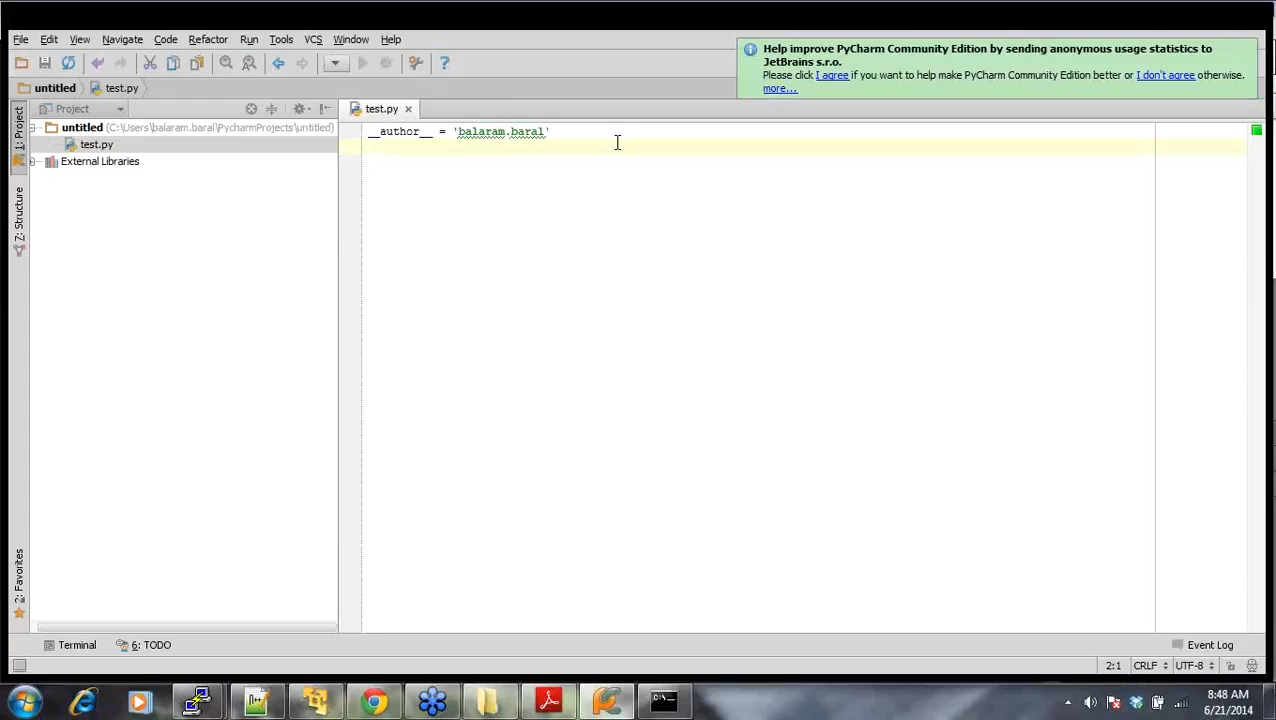 File Edit View Navigate Code Refactor Run Tools VCS Window Help
Help improve PyCharm Community Edition by sending anonymous usage statistics to
JetBrains s.r.o.
Please click I agree if you want to help make PyCharm Community Edition better or I don't agree otherwise.
more...
untitled test.py
1: Project
Project
test.py
untitled (C:\Users\balaram.baral\PycharmProjects\untitled)
test.py
External Libraries
__author__ = 'balaram.baral'
Z: Structure
2: Favorites
Terminal 6: TODO Event Log
2:1 CRLF UTF-8
8:48 AM
6/21/2014